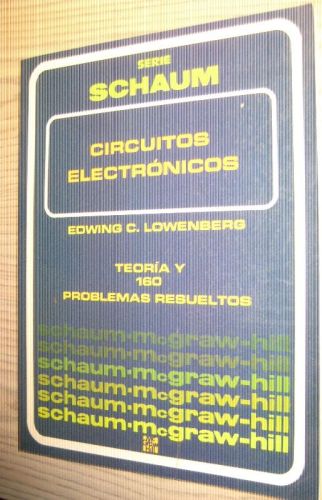 SERIE
SCHAUM
CIRCUITOS
ELECTRÓNICOS
EDWING C. LOWENBERG
TEORÍA Y
160
PROBLEMAS RESUELTOS
schaum·mcgraw-hill
schaum·mcgraw-hill
schaum·mcgraw-hill
schaum·mcgraw-hill
schaum·mcgraw-hill
schaum·mcgraw-hill